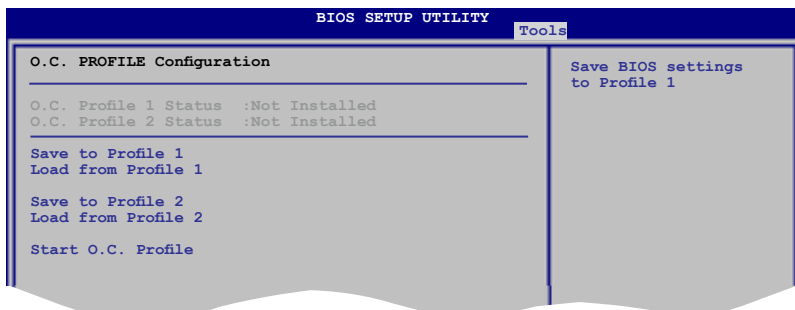 BIOS SETUP UTILITY
Tools
O.C. PROFILE Configuration
O.C. Profile 1 Status :Not Installed
O.C. Profile 2 Status :Not Installed
Save to Profile 1
Load from Profile 1
Save to Profile 2
Load from Profile 2
Start O.C. Profile
Save BIOS settings
to Profile 1